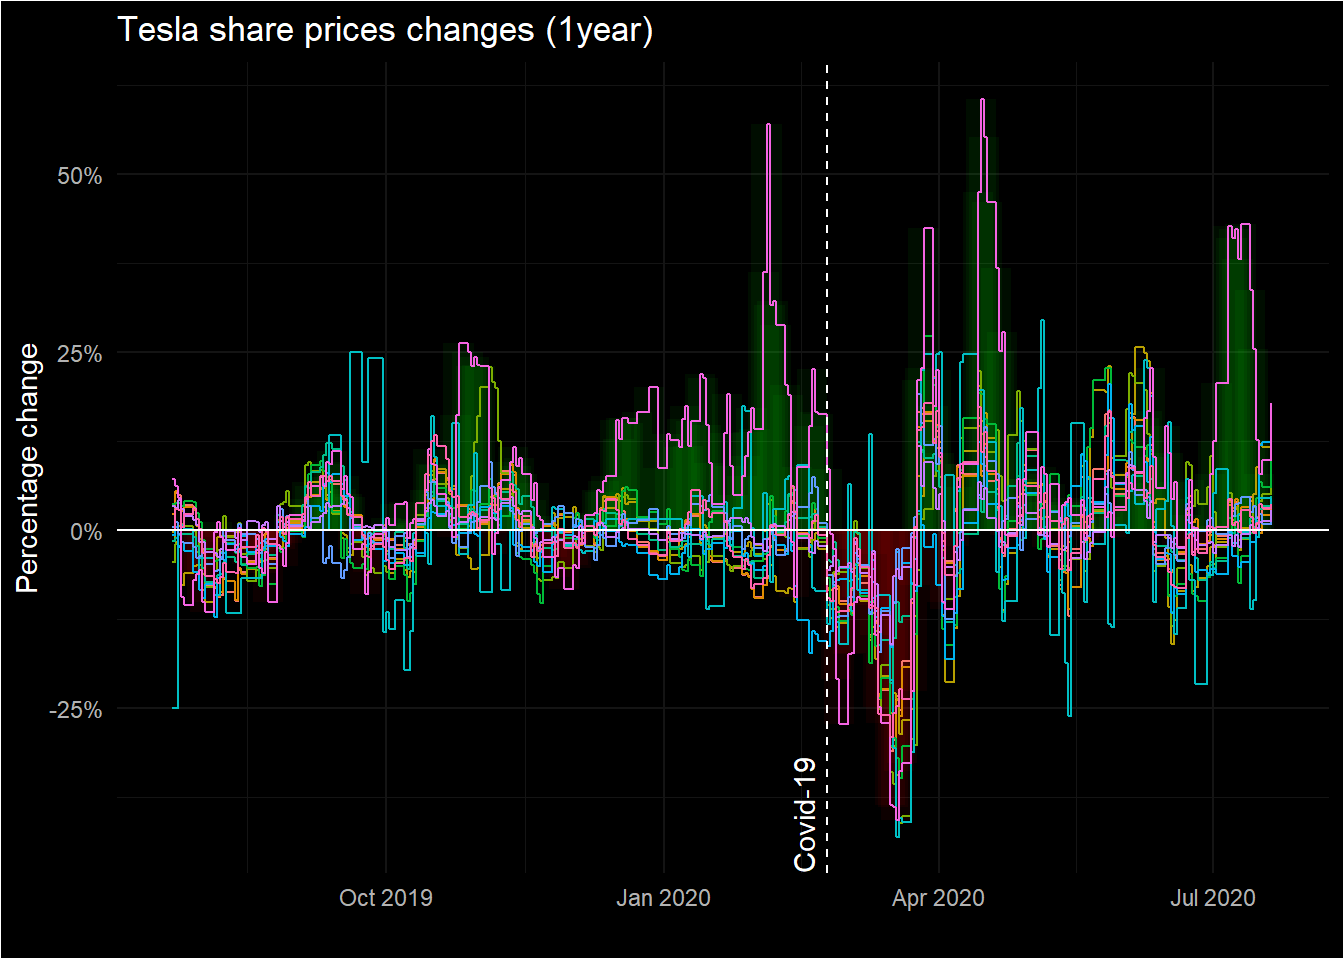 Tesla share prices changes (1year)
Percentage change
50%
25%
0%
-25%
Covid-19
Oct 2019
Jan 2020
Apr 2020
Jul 2020